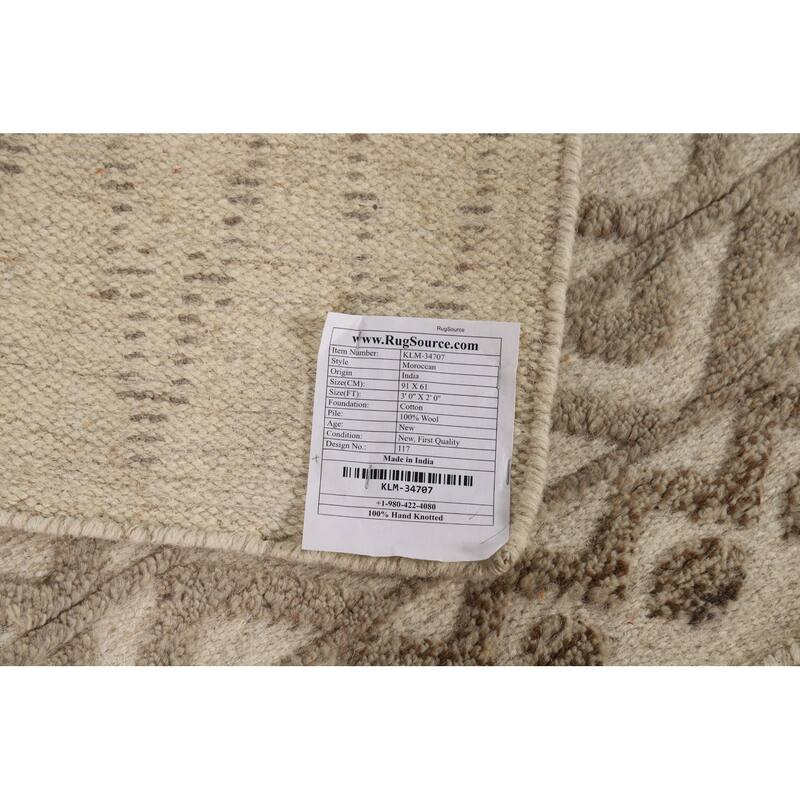 RugSource
www.RugSource.com
Item Number: KLM-34707
Style Moroccan
Origin India
Size(CM): 91 X 61
Size(FT): 3' 0" X 2' 0"
Foundation: Cotton
Pile: 100% Wool
Age: New
Condition: New, First Quality
Design No.: 117
Made in India
KLM-34707
+1-980-422-4080
100% Hand Knotted